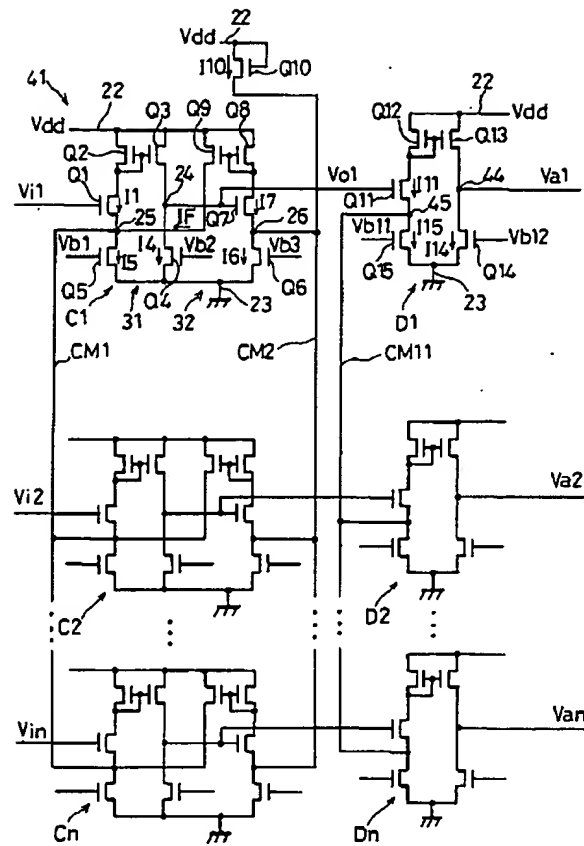 22
Vdd
I10
Q10
41
22
Q3
Q9
Q8
Vdd
Q2
24
Q12
22
Vdd
Q13
Q1
Vi1
I1
25
IF
Q7
I7
26
Vo1
Q11
I11
44
45
Va1
Vb1
I4
Vb2
I6
Vb3
Vb11
I15
I14
Vb12
I5
Q5
Q4
Q6
Q15
Q14
C1
31
32
23
D1
23
CM1
CM2
CM11
Vi2
Va2
C2
D2
Vin
Van
Cn
Dn